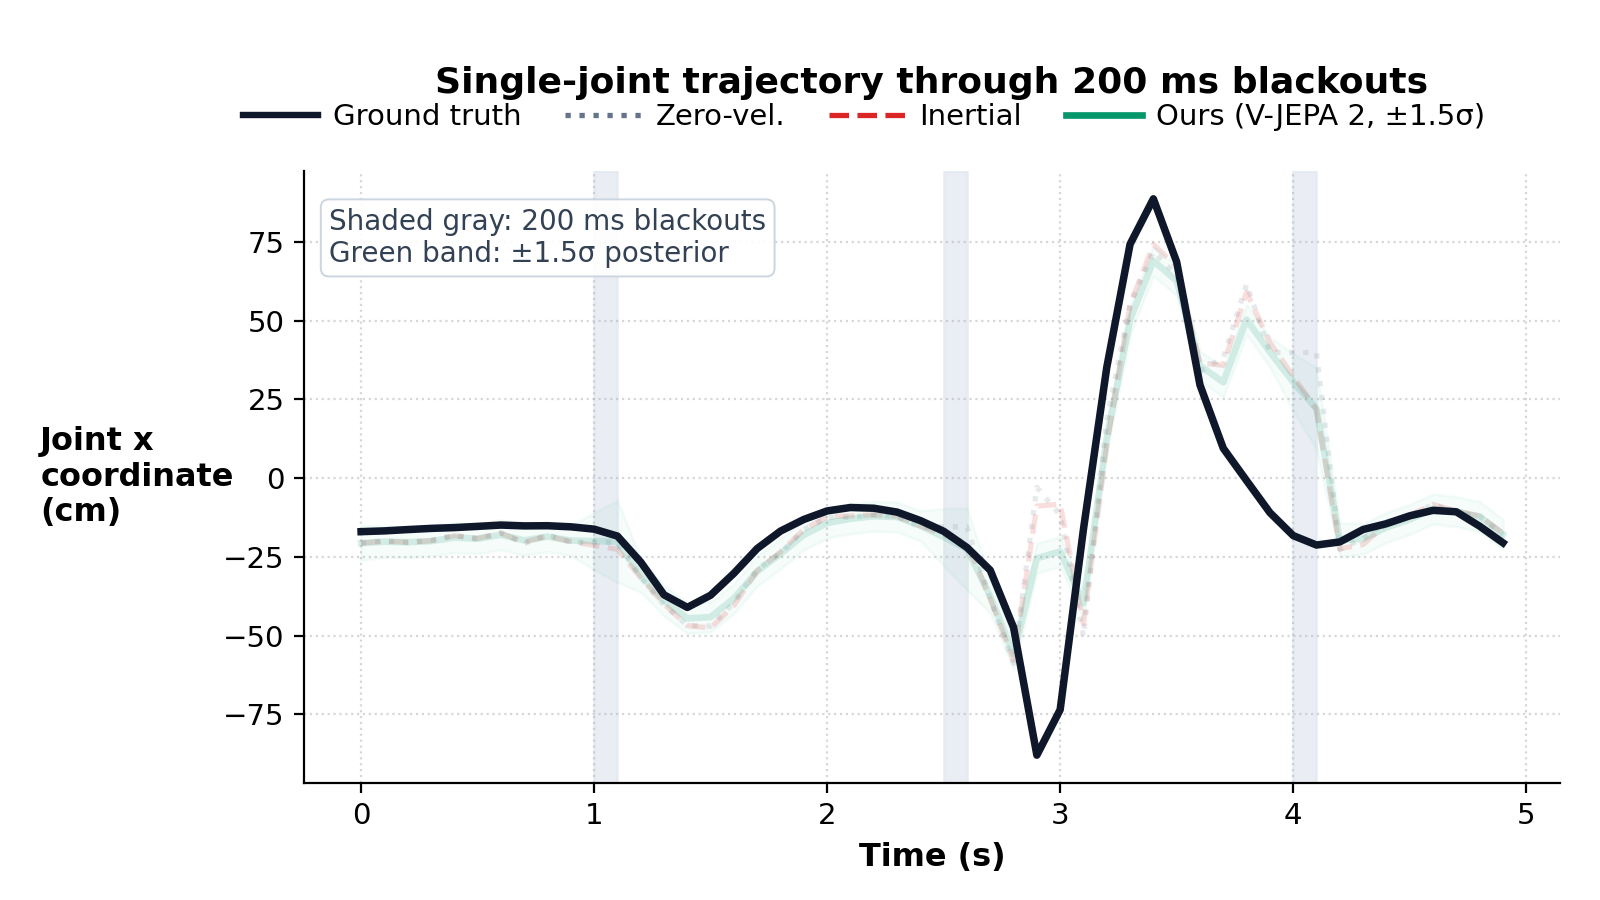 Single-joint trajectory through 200 ms blackouts
Ground truth
Zero-vel.
Inertial
Ours (V-JEPA 2, ±1.5σ)
Shaded gray: 200 ms blackouts
Green band: ±1.5σ posterior
75
50
25
0
−25
−50
−75
Joint x
coordinate
(cm)
0
1
2
3
4
5
Time (s)